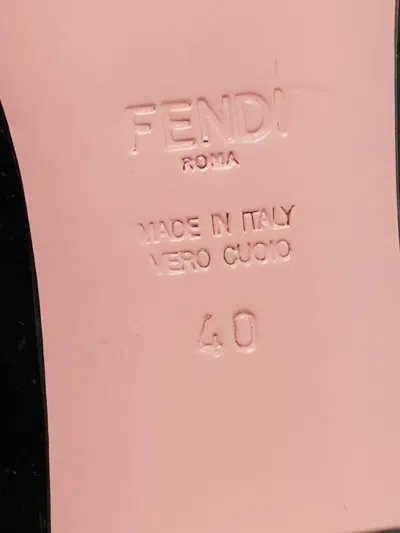 FENDI
ROMA
MADE IN ITALY
VERO CUOIO
40